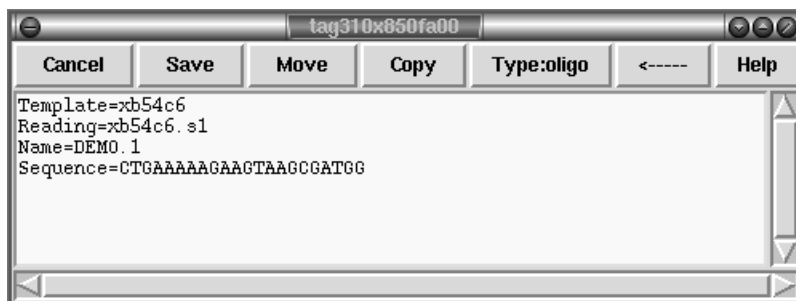 tag310x850fa00
Cancel Save Move Copy Type:oligo <----- Help
Template=xb54c6
Reading=xb54c6.s1
Name=DEMO.1
Sequence=CTGAAAAAGAAGTAAGCGATGG